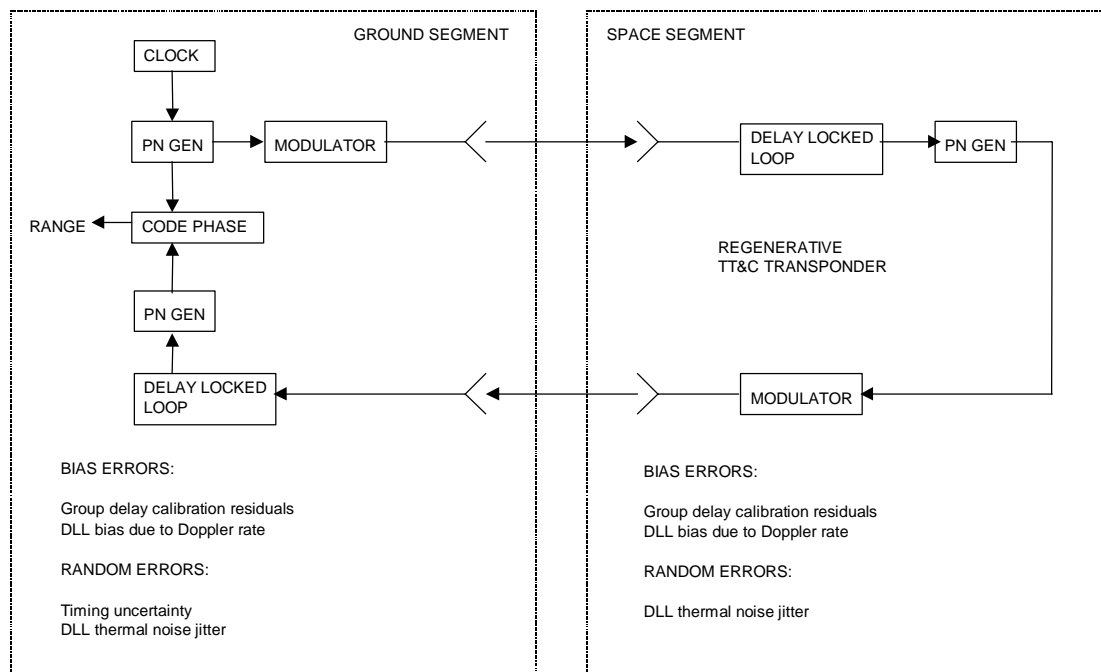 GROUND SEGMENT
CLOCK
PN GEN
MODULATOR
RANGE
CODE PHASE
PN GEN
DELAY LOCKED
LOOP
BIAS ERRORS:
Group delay calibration residuals
DLL bias due to Doppler rate
RANDOM ERRORS:
Timing uncertainty
DLL thermal noise jitter
SPACE SEGMENT
DELAY LOCKED
LOOP
PN GEN
REGENERATIVE
TT&C TRANSPONDER
MODULATOR
BIAS ERRORS:
Group delay calibration residuals
DLL bias due to Doppler rate
RANDOM ERRORS:
DLL thermal noise jitter